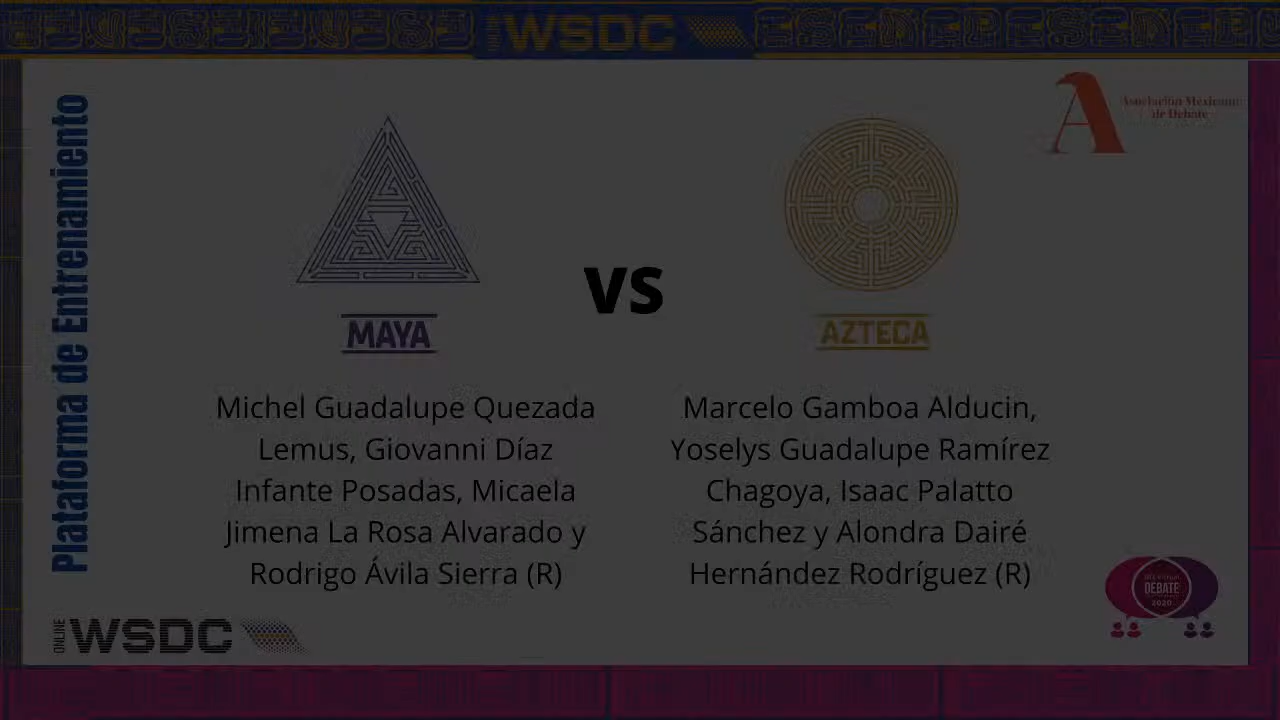 WSDC
Asociación Mexicana
de Debate
Plataforma de Entrenamiento
MAYA
VS
AZTECA
Michel Guadalupe Quezada
Lemus, Giovanni Díaz
Infante Posadas, Micaela
Jimena La Rosa Alvarado y
Rodrigo Ávila Sierra (R)
Marcelo Gamboa Alducin,
Yoselys Guadalupe Ramírez
Chagoya, Isaac Palatto
Sánchez y Alondra Dairé
Hernández Rodríguez (R)
DEBATE
2020
ONLINE WSDC